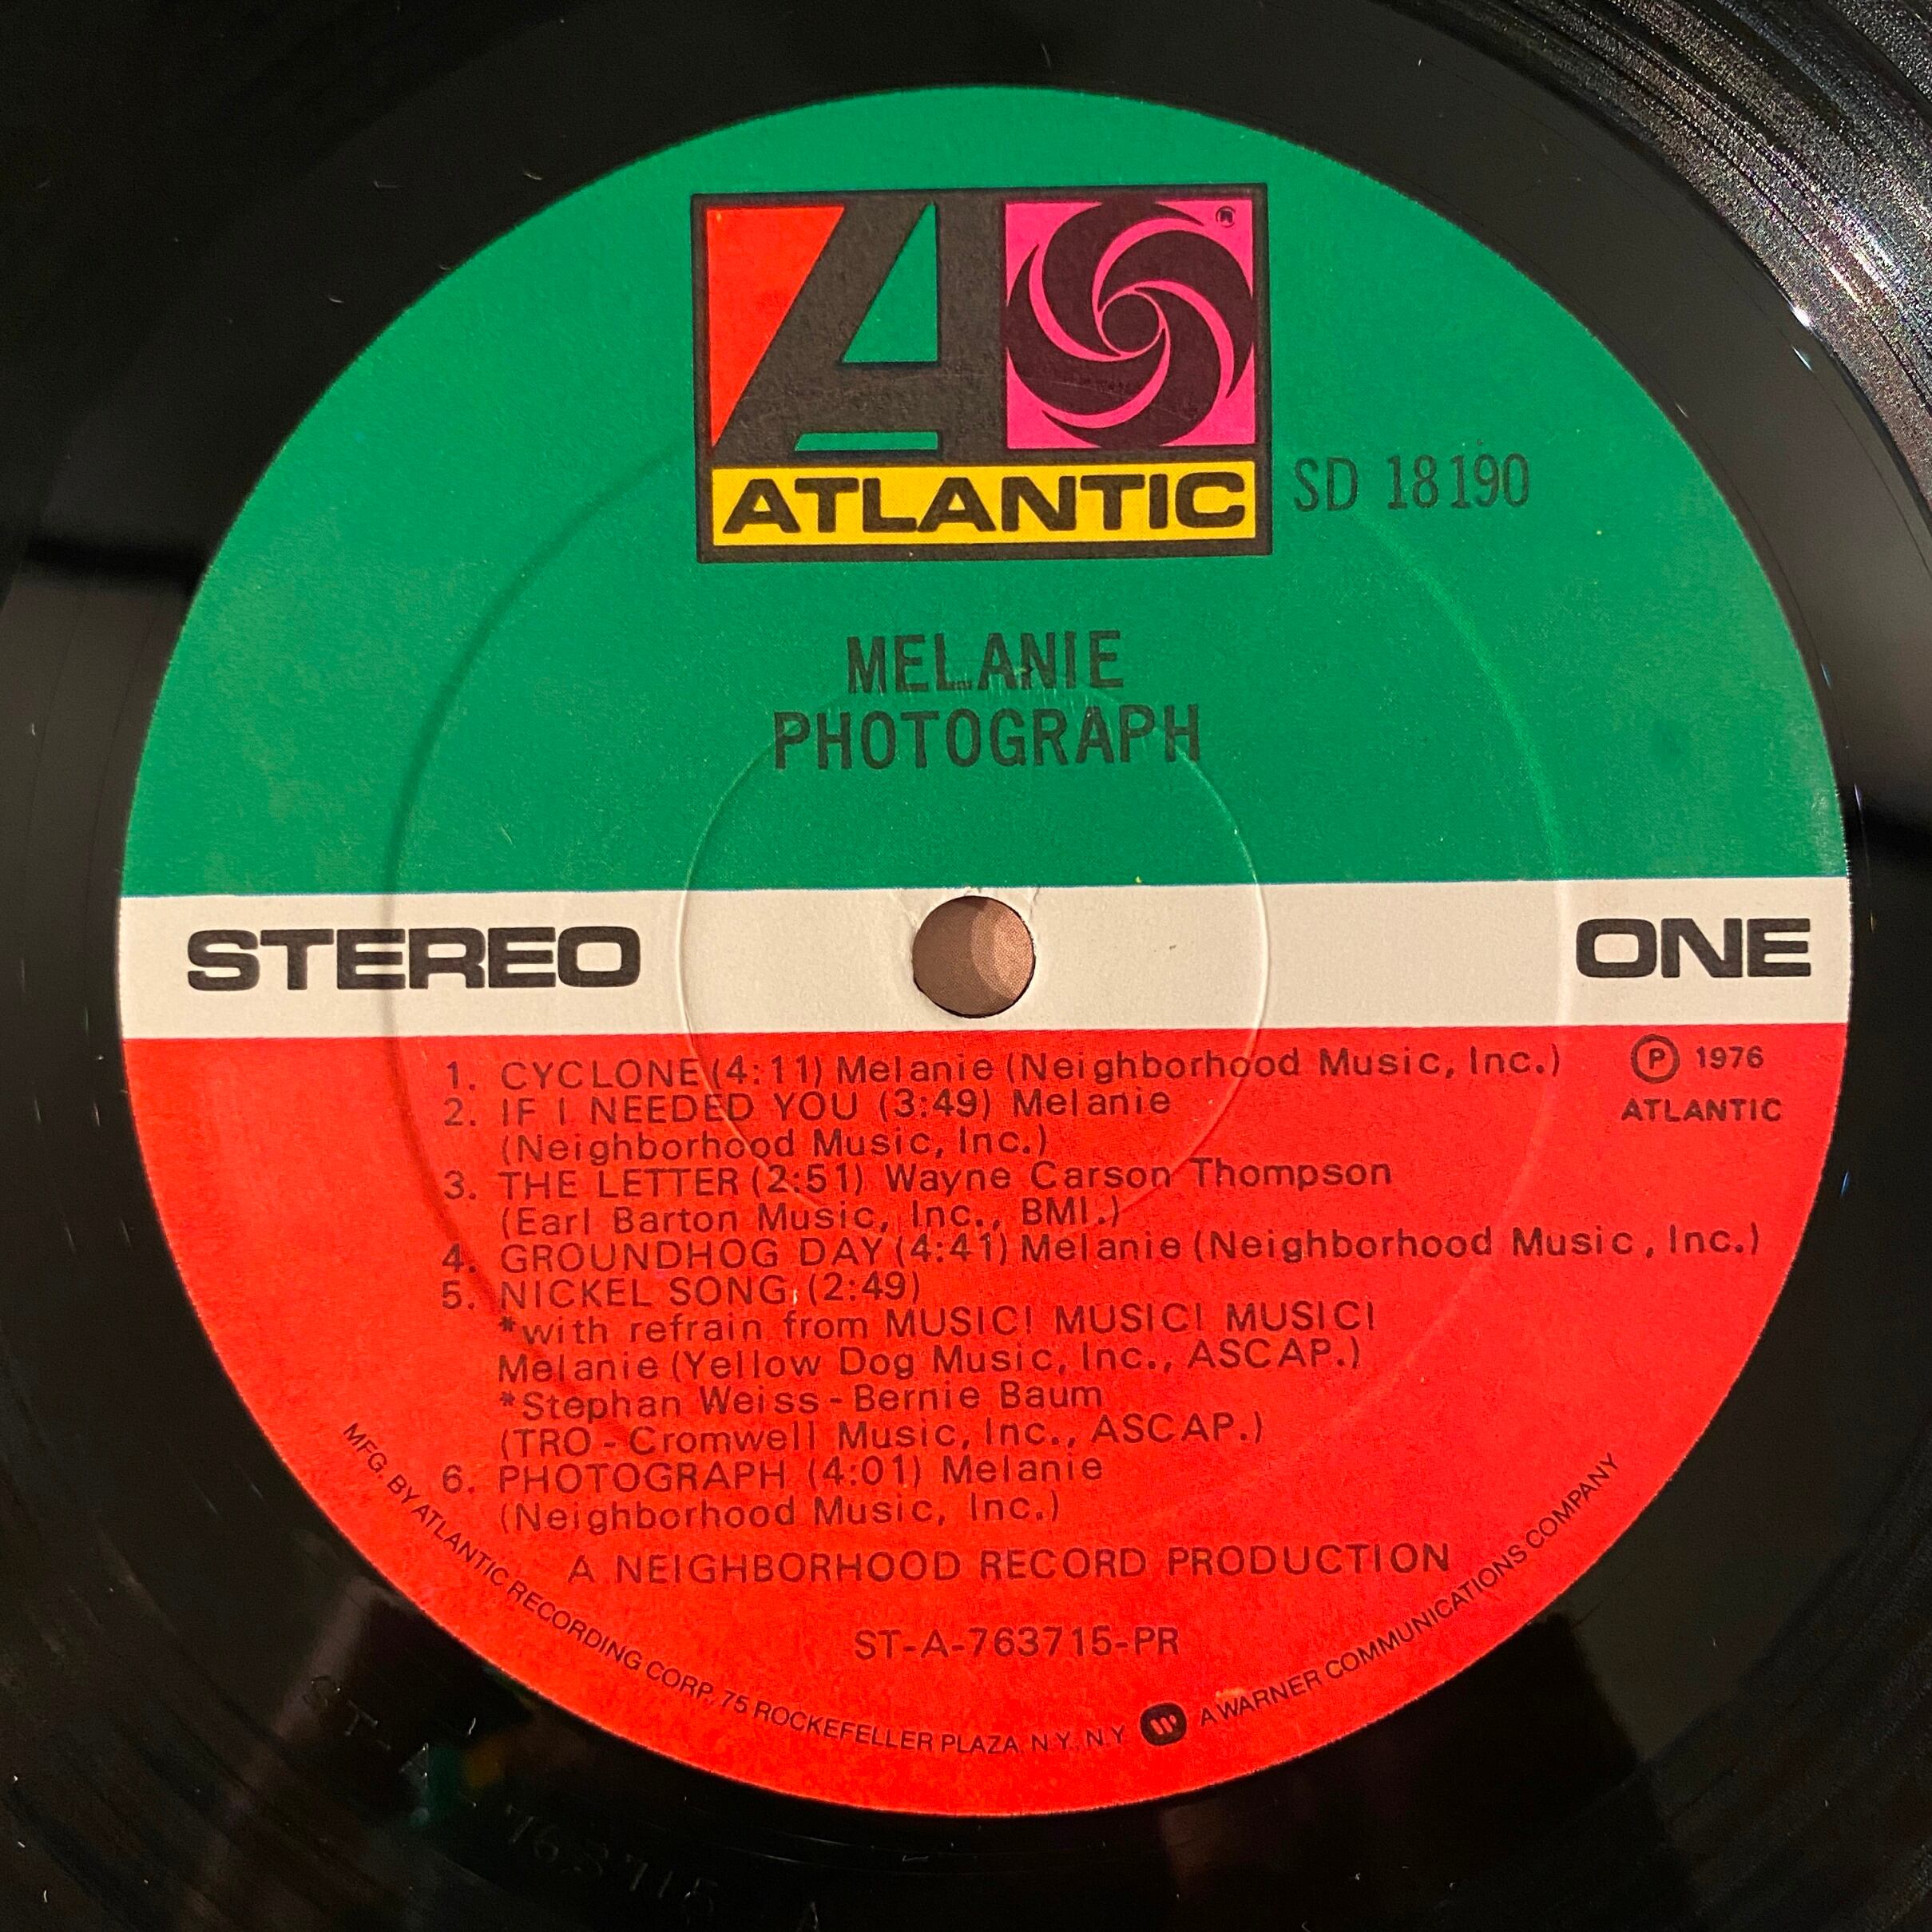 ATLANTIC
®
SD 18190
MELANIE
PHOTOGRAPH
STEREO
ONE
1. CYCLONE (4:11) Melanie (Neighborhood Music, Inc.)
2. IF I NEEDED YOU (3:49) Melanie
(Neighborhood Music, Inc.)
3. THE LETTER (2:51) Wayne Carson Thompson
(Earl Barton Music, Inc., BMI.)
4. GROUNDHOG DAY (4:41) Melanie (Neighborhood Music, Inc.)
5. NICKEL SONG (2:49)
*with refrain from MUSIC! MUSIC! MUSIC!
Melanie (Yellow Dog Music, Inc., ASCAP.)
*Stephan Weiss - Bernie Baum
(TRO - Cromwell Music, Inc., ASCAP.)
6. PHOTOGRAPH (4:01) Melanie
(Neighborhood Music, Inc.)
℗ 1976
ATLANTIC
A NEIGHBORHOOD RECORD PRODUCTION
ST-A-763715-PR
MFG. BY ATLANTIC RECORDING CORP., 75 ROCKEFELLER PLAZA, N.Y., N.Y. A WARNER COMMUNICATIONS COMPANY
ST-A 763715 A